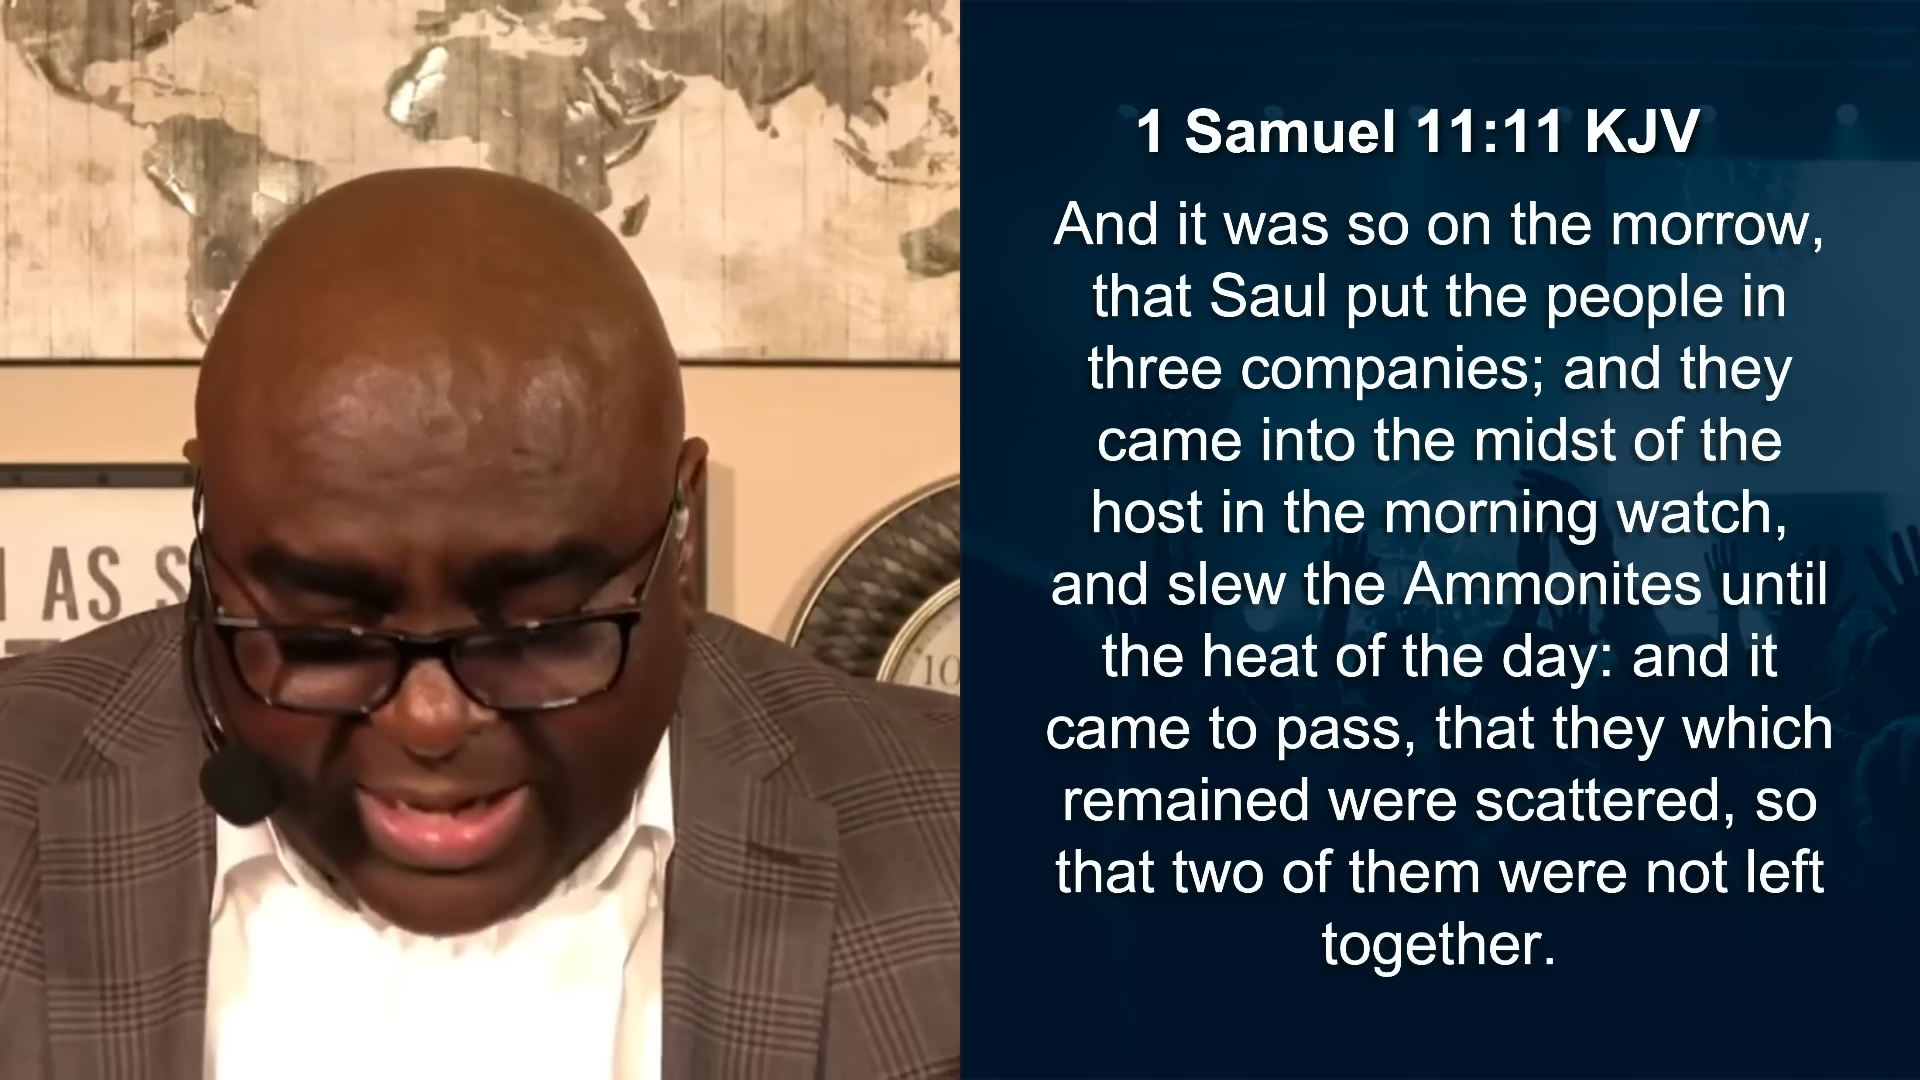 AS S
10
1 Samuel 11:11 KJV
And it was so on the morrow,
that Saul put the people in
three companies; and they
came into the midst of the
host in the morning watch,
and slew the Ammonites until
the heat of the day: and it
came to pass, that they which
remained were scattered, so
that two of them were not left
together.